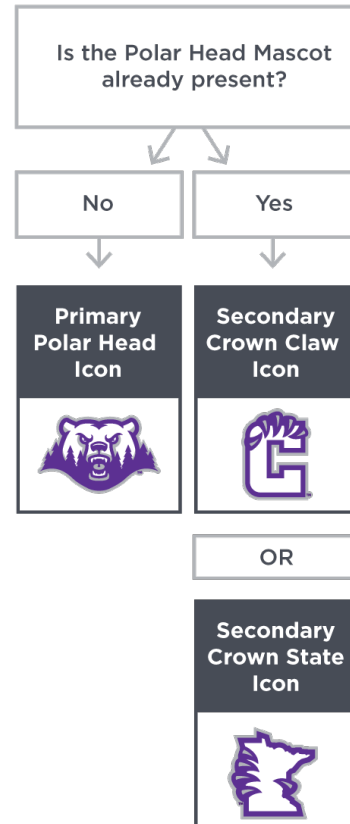 Is the Polar Head Mascot
already present?
No
Yes
Primary
Polar Head
Icon
Secondary
Crown Claw
Icon
C
OR
Secondary
Crown State
Icon